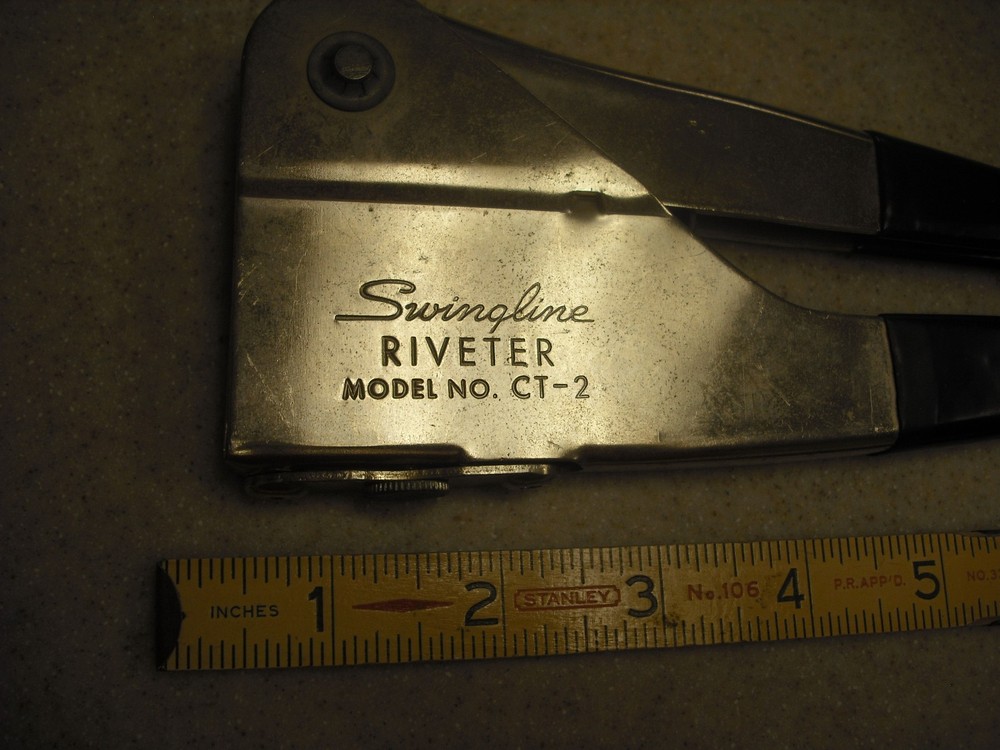 Swingline
RIVETER
MODEL NO. CT-2
INCHES 1 2 STANLEY 3 No.106 4 P.R.APP'D. 5